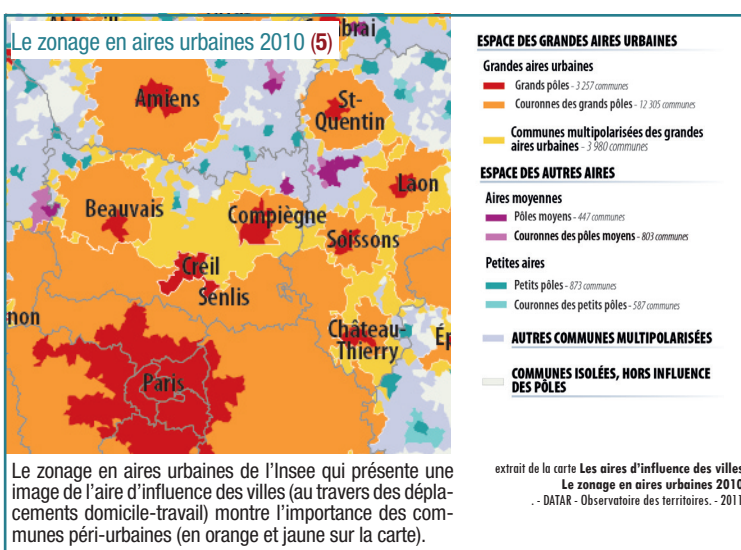 Le zonage en aires urbaines 2010 (5)
brai
Amiens
St-
Quentin
Laon
Beauvais
Compiègne
Soissons
Creil
Senlis
non
Château-
Thierry
Ép
Paris
Le zonage en aires urbaines de l'Insee qui présente une
image de l'aire d'influence des villes (au travers des dépla-
cements domicile-travail) montre l'importance des com-
munes péri-urbaines (en orange et jaune sur la carte).
ESPACE DES GRANDES AIRES URBAINES
Grandes aires urbaines
Grands pôles - 3 257 communes
Couronnes des grands pôles - 12 305 communes
Communes multipolarisées des grandes
aires urbaines - 3 980 communes
ESPACE DES AUTRES AIRES
Aires moyennes
Pôles moyens - 447 communes
Couronnes des pôles moyens - 803 communes
Petites aires
Petits pôles - 873 communes
Couronnes des petits pôles - 587 communes
AUTRES COMMUNES MULTIPOLARISÉES
COMMUNES ISOLÉES, HORS INFLUENCE
DES PÔLES
extrait de la carte Les aires d'influence des villes
Le zonage en aires urbaines 2010
. - DATAR - Observatoire des territoires. - 2011